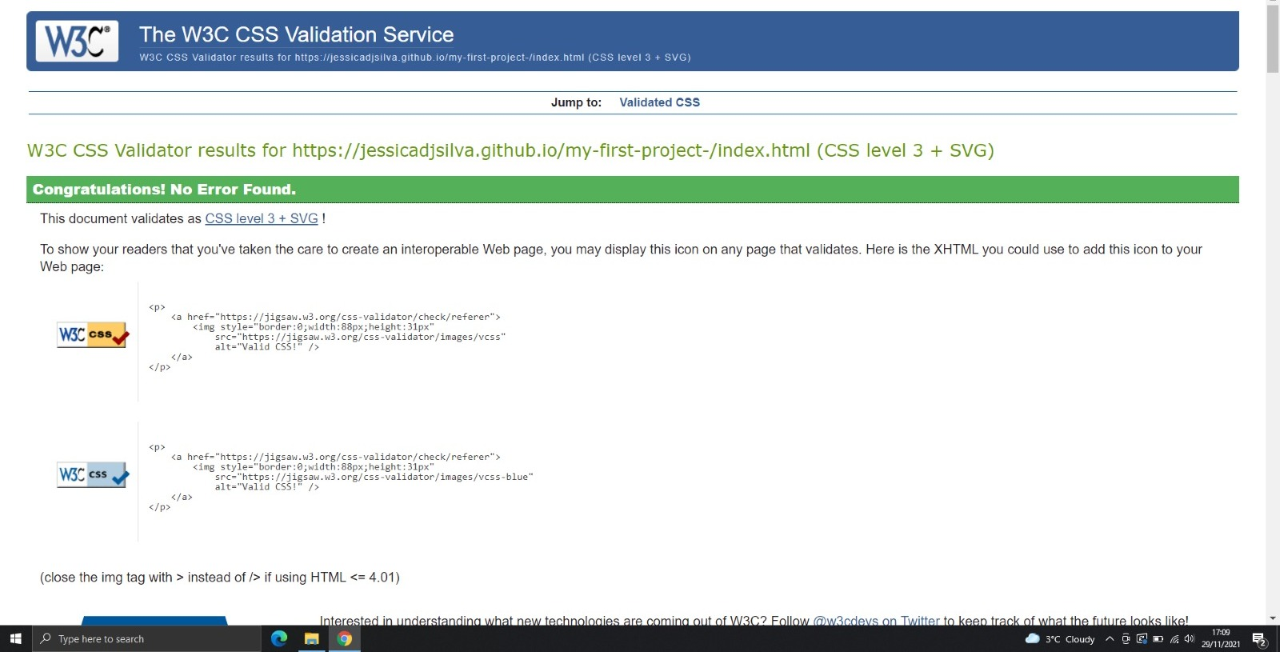 W3C®
The W3C CSS Validation Service
W3C CSS Validator results for https://jessicadjsilva.github.io/my-first-project-/index.html (CSS level 3 + SVG)
Jump to: Validated CSS
W3C CSS Validator results for https://jessicadjsilva.github.io/my-first-project-/index.html (CSS level 3 + SVG)
Congratulations! No Error Found.
This document validates as CSS level 3 + SVG !
To show your readers that you've taken the care to create an interoperable Web page, you may display this icon on any page that validates. Here is the XHTML you could use to add this icon to your
Web page:
W3C css
<p>
<a href="https://jigsaw.w3.org/css-validator/check/referer">
<img style="border:0;width:88px;height:31px"
src="https://jigsaw.w3.org/css-validator/images/vcss"
alt="Valid CSS!" />
</a>
</p>
W3C css
<p>
<a href="https://jigsaw.w3.org/css-validator/check/referer">
<img style="border:0;width:88px;height:31px"
src="https://jigsaw.w3.org/css-validator/images/vcss-blue"
alt="Valid CSS!" />
</a>
</p>
(close the img tag with > instead of /> if using HTML <= 4.01)
Interested in understanding what new technologies are coming out of W3C? Follow @w3cdevs on Twitter to keep track of what the future looks like!
Type here to search
3°C Cloudy
17:09
29/11/2021
2